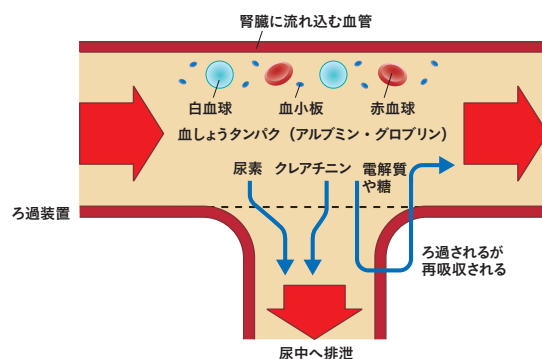 腎臓に流れ込む血管
白血球
血小板
赤血球
血しょうタンパク（アルブミン・グロブリン）
尿素
クレアチニン
電解質
や糖
ろ過装置
ろ過されるが
再吸収される
尿中へ排泄